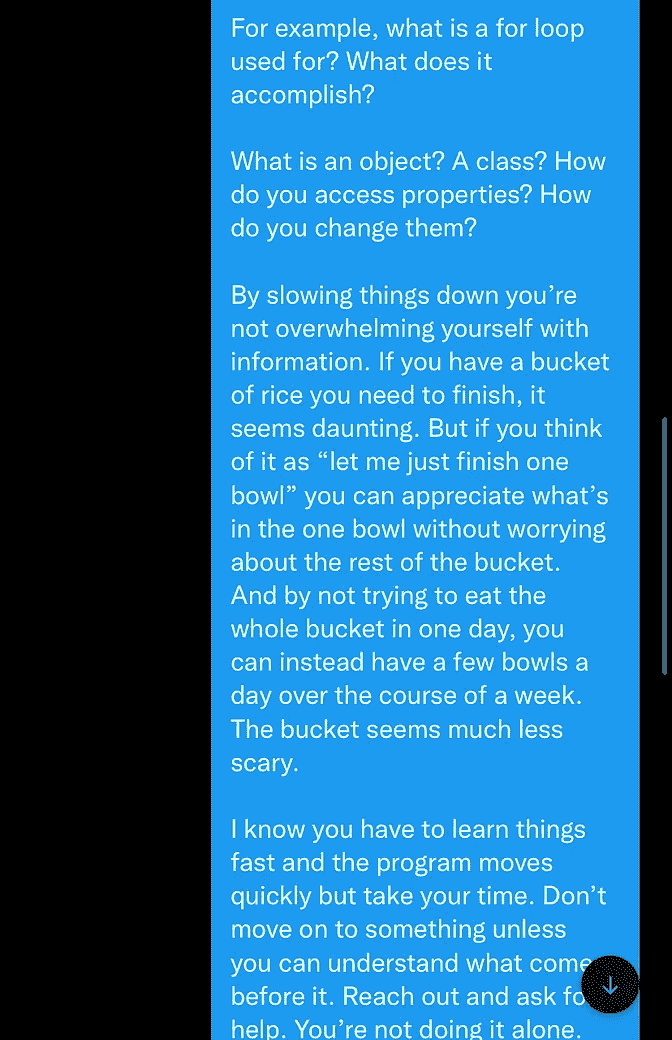 For example, what is a for loop
used for? What does it
accomplish?
What is an object? A class? How
do you access properties? How
do you change them?
By slowing things down you’re
not overwhelming yourself with
information. If you have a bucket
of rice you need to finish, it
seems daunting. But if you think
of it as “let me just finish one
bowl” you can appreciate what’s
in the one bowl without worrying
about the rest of the bucket.
And by not trying to eat the
whole bucket in one day, you
can instead have a few bowls a
day over the course of a week.
The bucket seems much less
scary.
I know you have to learn things
fast and the program moves
quickly but take your time. Don’t
move on to something unless
you can understand what come
before it. Reach out and ask fo
help. You’re not doing it alone.